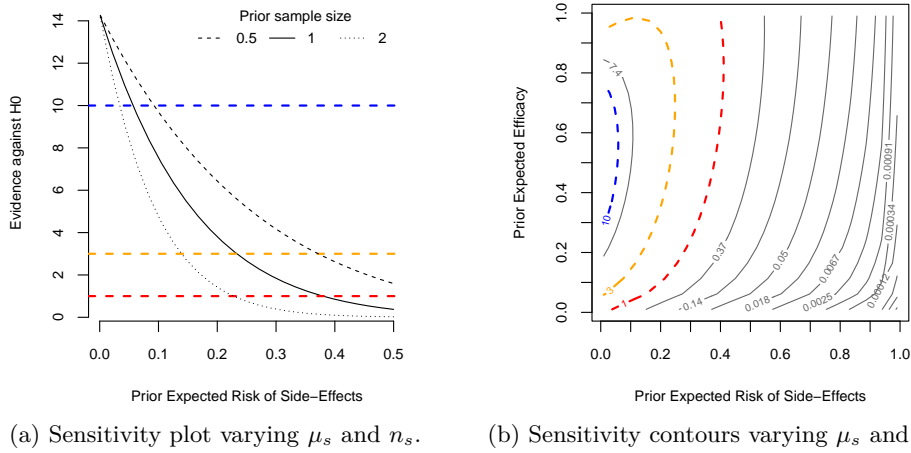 Prior sample size
0.5 1 2
Evidence against H0
14
12
10
8
6
4
2
0
0.0 0.1 0.2 0.3 0.4 0.5
Prior Expected Risk of Side−Effects
(a) Sensitivity plot varying μs and ns.
Prior Expected Efficacy
1.0
0.8
0.6
0.4
0.2
0.0
7.4
10
3
1
0.37
0.14
0.05
0.018
0.0067
0.0025
0.00091
0.00034
0.00012
0.0 0.2 0.4 0.6 0.8 1.0
Prior Expected Risk of Side−Effects
(b) Sensitivity contours varying μs and